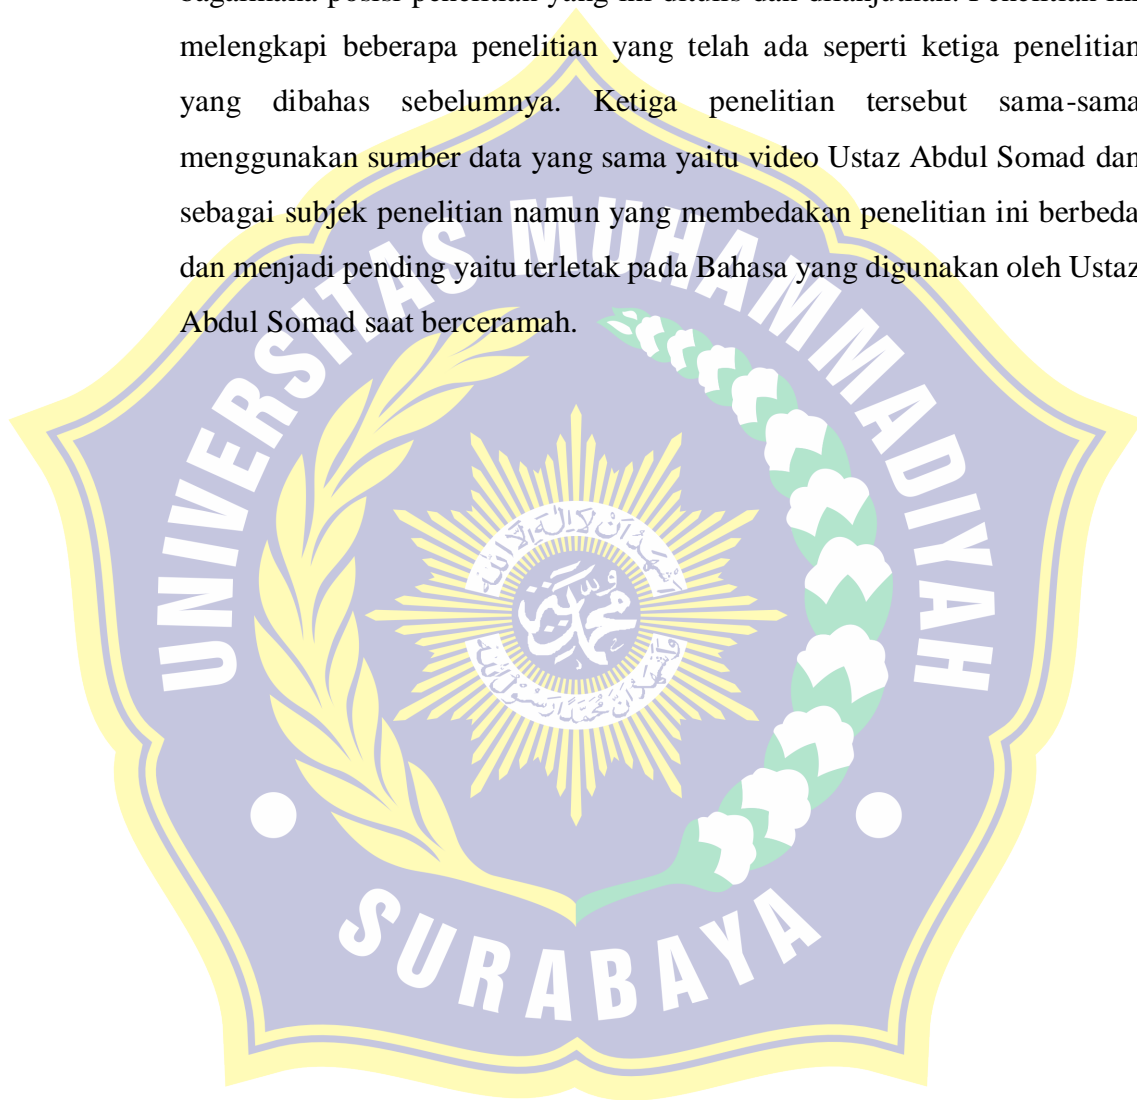 melengkapi beberapa penelitian yang telah ada seperti ketiga penelitian
yang dibahas sebelumnya. Ketiga penelitian tersebut sama-sama
menggunakan sumber data yang sama yaitu video Ustaz Abdul Somad dan
sebagai subjek penelitian namun yang membedakan penelitian ini berbeda
dan menjadi pending yaitu terletak pada Bahasa yang digunakan oleh Ustaz
Abdul Somad saat berceramah.
UNIVERSITAS MUHAMMADIYAH
SURABAYA